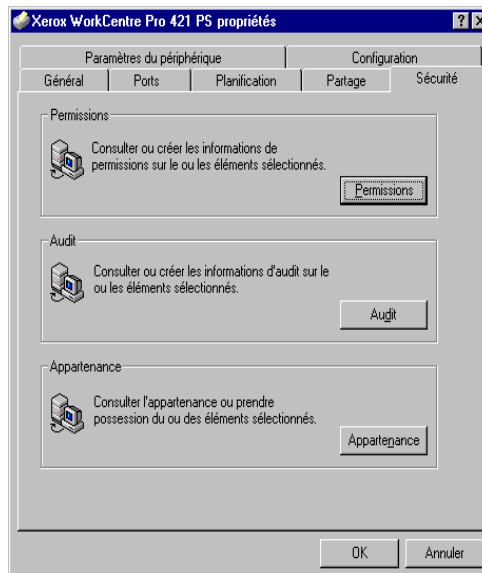 Xerox WorkCentre Pro 421 PS propriétés
Paramètres du périphérique Configuration
Général Ports Planification Partage Sécurité
Permissions
Consulter ou créer les informations de
permissions sur le ou les éléments sélectionnés.
Permissions
Audit
Consulter ou créer les informations d'audit sur le
ou les éléments sélectionnés.
Audit
Appartenance
Consulter l'appartenance ou prendre
possession du ou des éléments sélectionnés.
Appartenance
OK Annuler